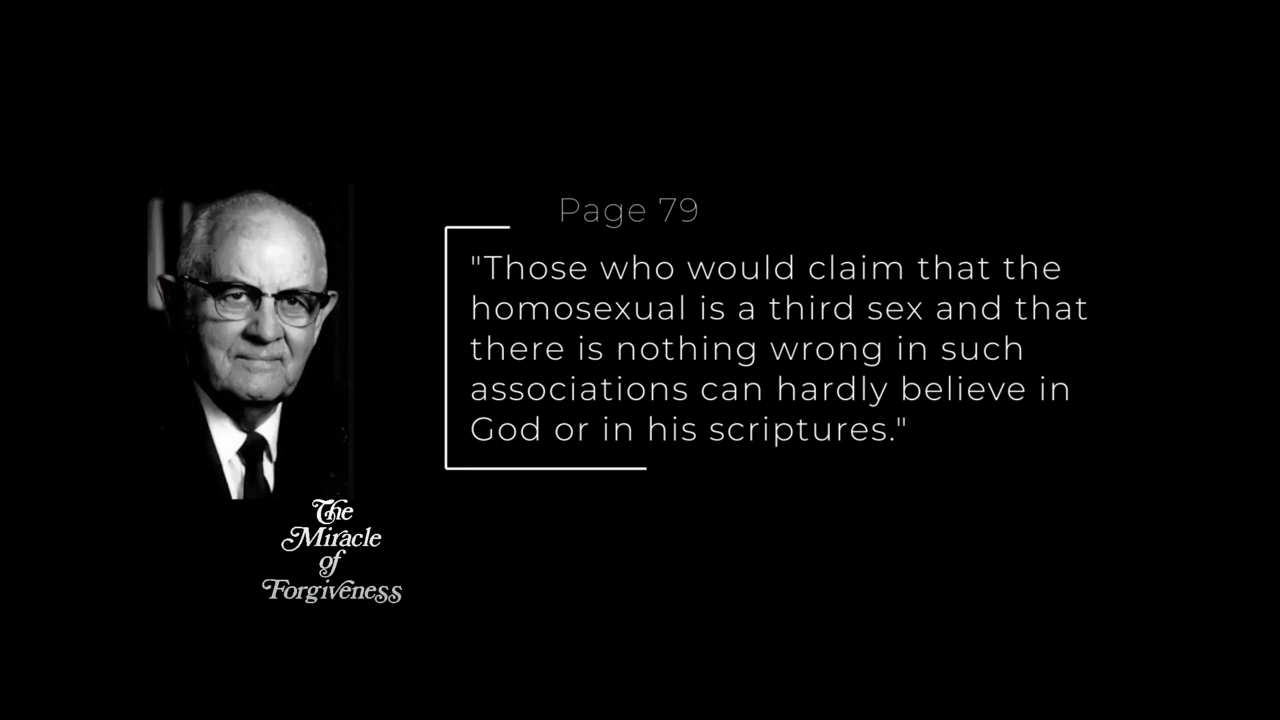 Page 79
"Those who would claim that the
homosexual is a third sex and that
there is nothing wrong in such
associations can hardly believe in
God or in his scriptures."
The
Miracle
of
Forgiveness